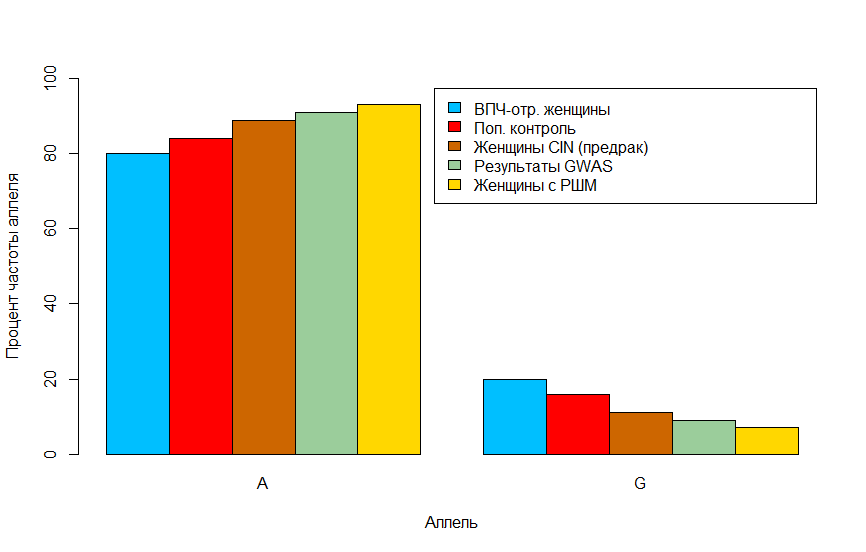 Процент частоты аллеля
100
80
60
40
20
0
ВПЧ-отр. женщины
Поп. контроль
Женщины CIN (предрак)
Результаты GWAS
Женщины с РШМ
A
G
Аллель